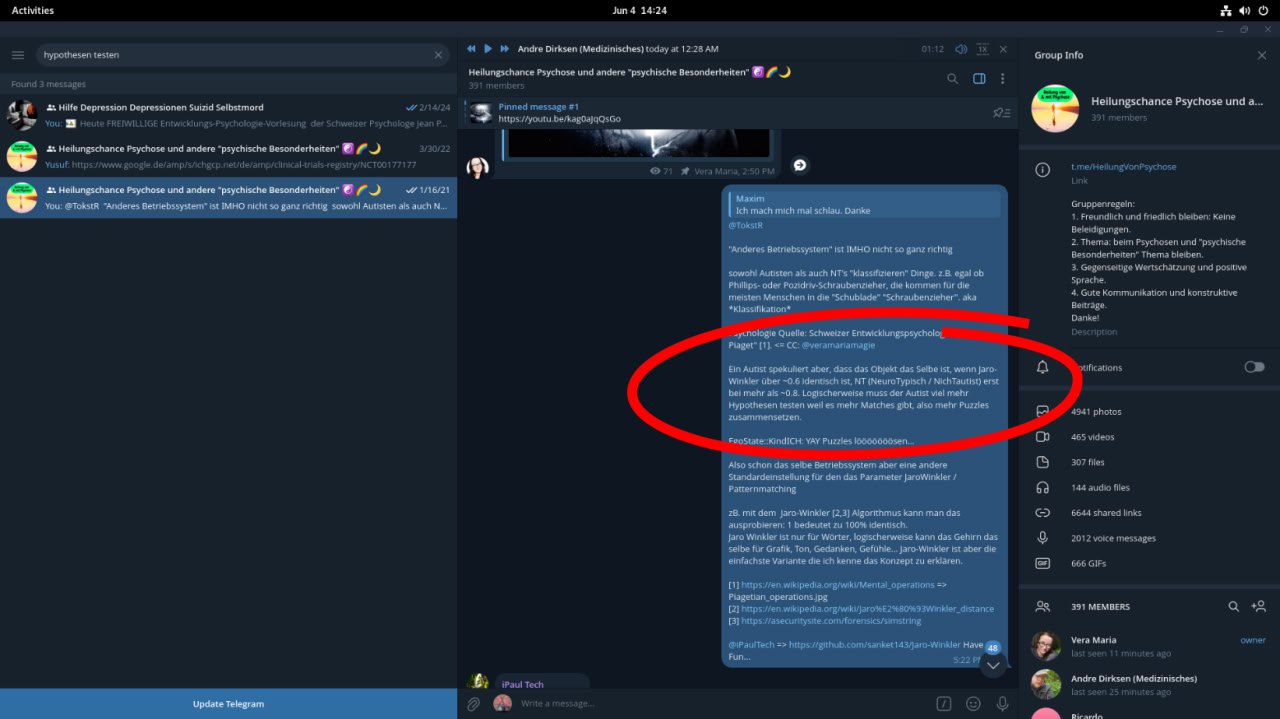 Activities
Jun 4 14:24
hypothesen testen
Found 3 messages
Hilfe Depression Depressionen Suizid Selbstmord
2/14/24
You: Heute FREIWILLIGE Entwicklungs-Psychologie-Vorlesung der Schweizer Psychologe Jean P...
Heilungschance Psychose und andere "psychische Besonderheiten"
3/30/22
Yusuf: https://www.google.de/amp/s/ichgcp.net/de/amp/clinical-trials-registry/NCT00177177
Heilungschance Psychose und andere "psychische Besonderheiten"
1/16/21
You: @TokstR "Anderes Betriebssystem" ist IMHO nicht so ganz richtig sowohl Autisten als auch N...
Update Telegram
Andre Dirksen (Medizinisches) today at 12:28 AM
01:12
1X
Heilungschance Psychose und andere "psychische Besonderheiten"
391 members
Pinned message #1
https://youtu.be/kag0aJqQsGo
71
Vera Maria, 2:50 PM
Maxim
Ich mach mich mal schlau. Danke
@TokstR
"Anderes Betriebssystem" ist IMHO nicht so ganz richtig
sowohl Autisten als auch NT's "klassifizieren" Dinge. z.B. egal ob
Phillips- oder Pozidriv-Schraubenzieher, die kommen für die
meisten Menschen in die "Schublade" "Schraubenzieher". aka
*Klassifikation*
Psychologie Quelle: Schweizer Entwicklungspsycholog
Piaget" [1]. <= CC: @veramariamagie
Ein Autist spekuliert aber, dass das Objekt das Selbe ist, wenn Jaro-
Winkler über ~0.6 identisch ist, NT (NeuroTypisch / NichTautist) erst
bei mehr als ~0.8. Logischerweise muss der Autist viel mehr
Hypothesen testen weil es mehr Matches gibt, also mehr Puzzles
zusammensetzen.
EgoState::KindICH: YAY Puzzles lööööööösen...
Also schon das selbe Betriebssystem aber eine andere
Standardeinstellung für den das Parameter JaroWinkler /
Patternmatching
zB. mit dem Jaro-Winkler [2,3] Algorithmus kann man das
ausprobieren: 1 bedeutet zu 100% identisch.
Jaro Winkler ist nur für Wörter, logischerweise kann das Gehirn das
selbe für Grafik, Ton, Gedanken, Gefühle... Jaro-Winkler ist aber die
einfachste Variante die ich kenne das Konzept zu erklären.
[1] https://en.wikipedia.org/wiki/Mental_operations =>
Piagetian_operations.jpg
[2] https://en.wikipedia.org/wiki/Jaro%E2%80%93Winkler_distance
[3] https://asecuritysite.com/forensics/simstring
@iPaulTech => https://github.com/sanket143/Jaro-Winkler Have
Fun...
5:22
48
iPaul Tech
Write a message...
Group Info
Heilungschance Psychose und a...
391 members
t.me/HeilungVonPsychose
Link
Gruppenregeln:
1. Freundlich und friedlich bleiben: Keine
Beleidigungen.
2. Thema: beim Psychosen und "psychische
Besonderheiten" Thema bleiben.
3. Gegenseitige Wertschätzung und positive
Sprache.
4. Gute Kommunikation und konstruktive
Beiträge.
Danke!
Description
otifications
4941 photos
465 videos
307 files
144 audio files
6644 shared links
2012 voice messages
GIF
666 GIFs
391 MEMBERS
Vera Maria
owner
last seen 11 minutes ago
Andre Dirksen (Medizinisches)
last seen 25 minutes ago
Ricardo